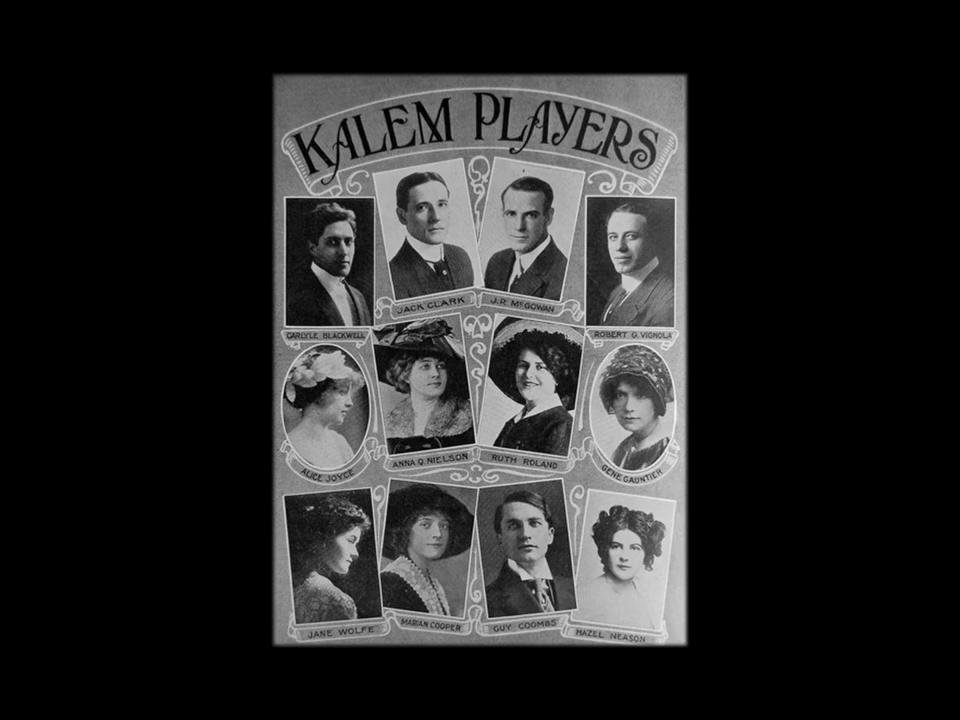 KALEM PLAYERS
JACK CLARK
J.P. McGOWAN
CARLYLE BLACKWELL
ROBERT G. VIGNOLA
ALICE JOYCE
ANNA Q. NIELSON
RUTH ROLAND
GENE GAUNTIER
JANE WOLFE
MARIAN COOPER
GUY COOMBS
HAZEL NEASON